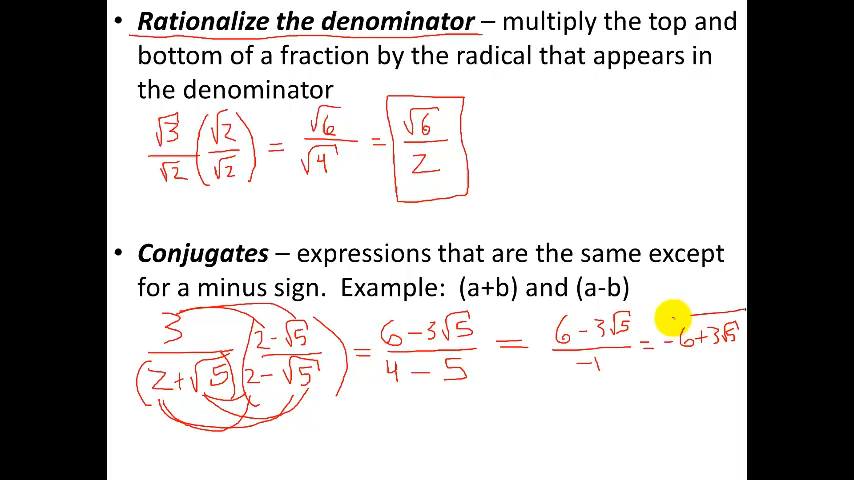 • Rationalize the denominator – multiply the top and
bottom of a fraction by the radical that appears in
the denominator
√3/√2 (√2/√2) = √6/√4 = √6/2
• Conjugates – expressions that are the same except
for a minus sign. Example: (a+b) and (a-b)
3/(2+√5) (2-√5/2-√5) = 6-3√5/4-5 = 6-3√5/-1 = -6+3√5